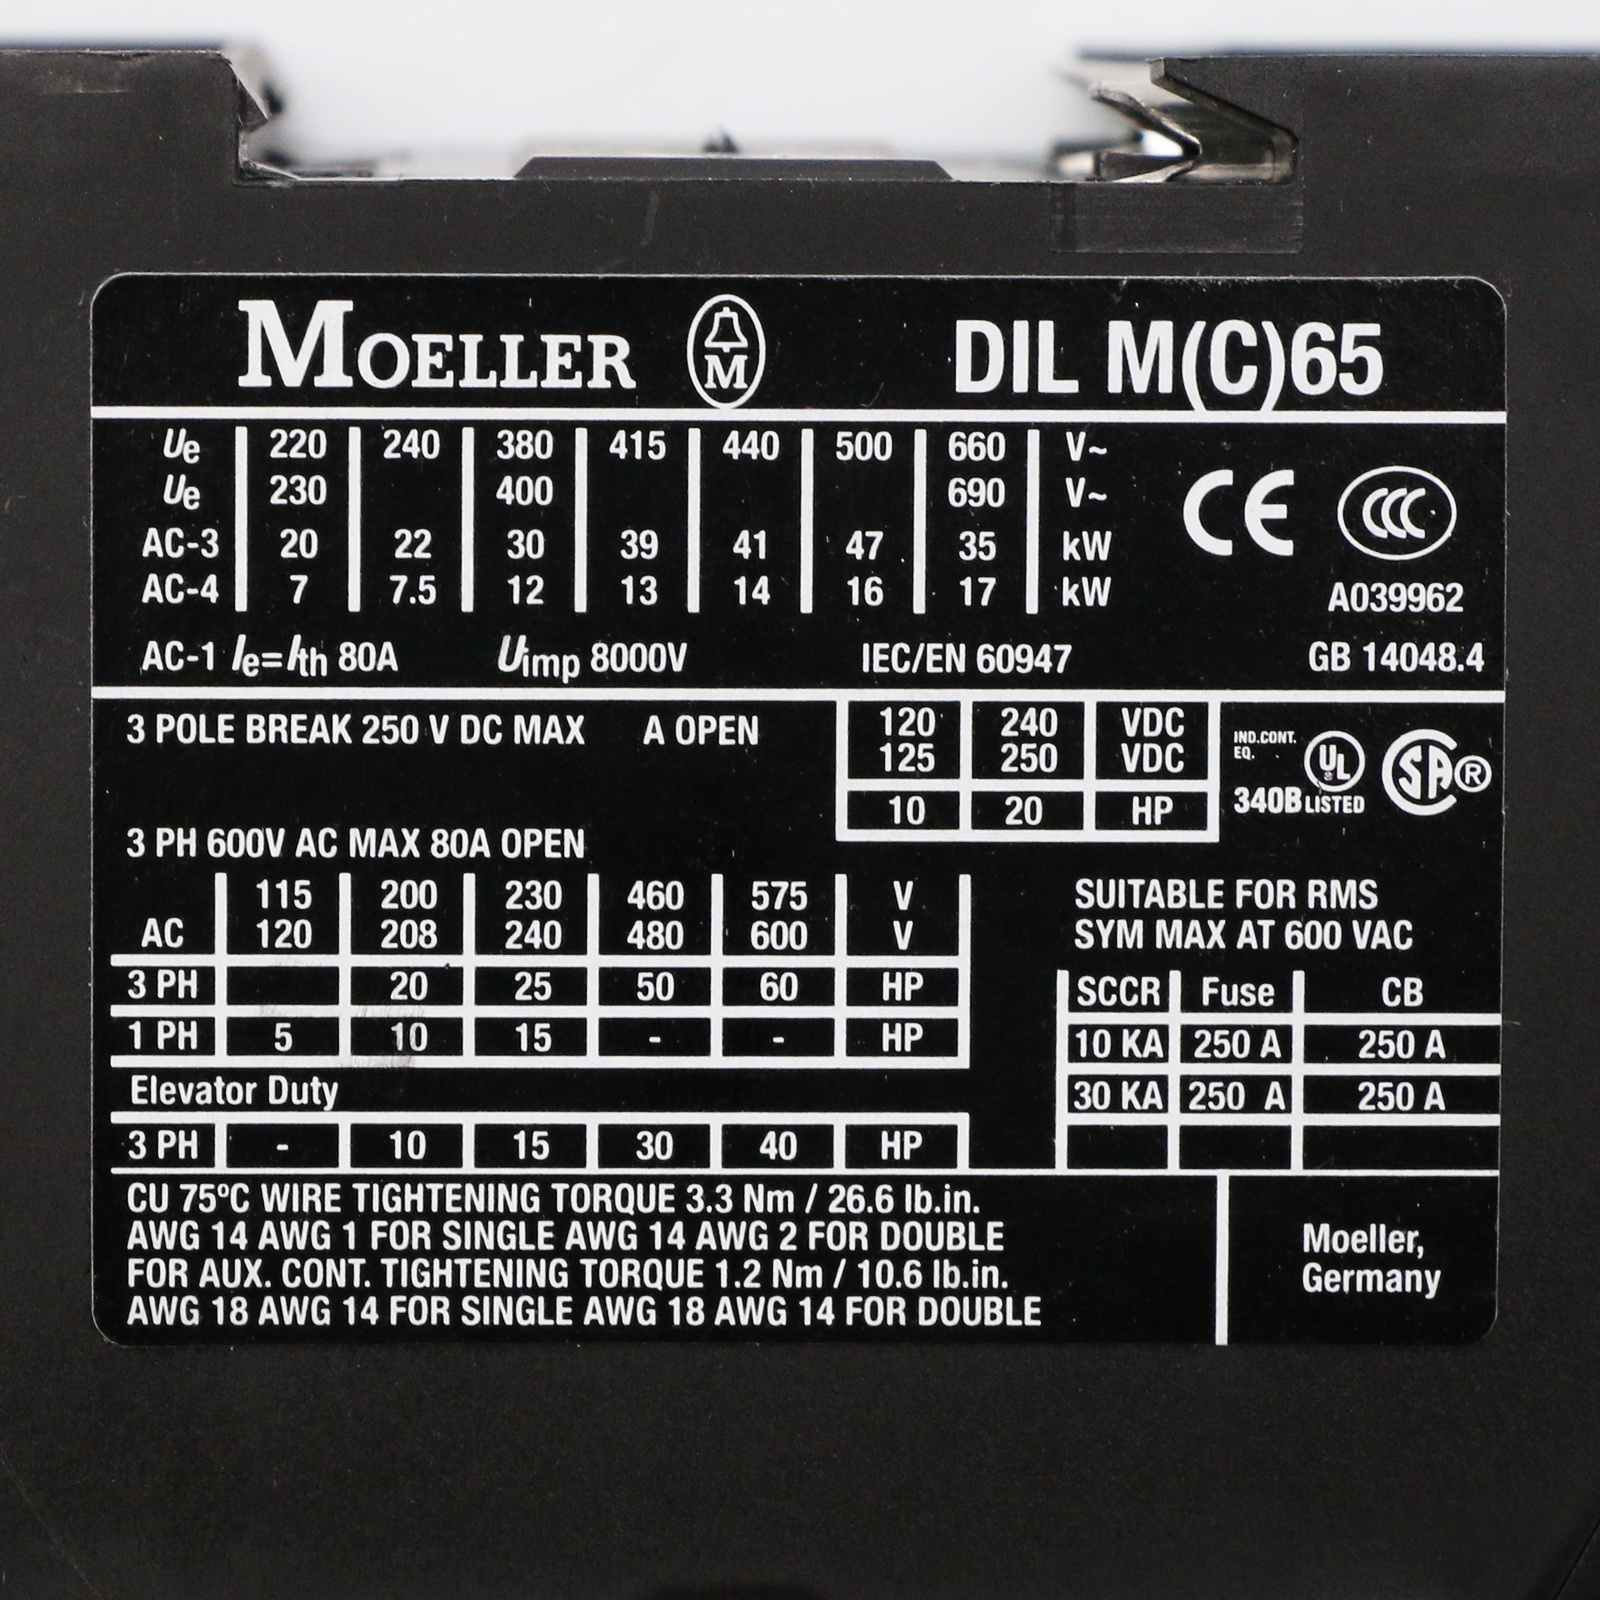 MOELLER M DIL M(C)65
Ue 220 240 380 415 440 500 660 V~
Ue 230 400 690 V~
AC-3 20 22 30 39 41 47 35 kW
AC-4 7 7.5 12 13 14 16 17 kW
CE CCC
A039962
AC-1 Ie=Ith 80A Uimp 8000V IEC/EN 60947 GB 14048.4
3 POLE BREAK 250 V DC MAX A OPEN
120 240 VDC
125 250 VDC
10 20 HP
IND.CONT.
EQ.
340B UL LISTED SA®
3 PH 600V AC MAX 80A OPEN
115 200 230 460 575 V
AC 120 208 240 480 600 V
3 PH 20 25 50 60 HP
1 PH 5 10 15 - - HP
Elevator Duty
3 PH - 10 15 30 40 HP
SUITABLE FOR RMS
SYM MAX AT 600 VAC
SCCR Fuse CB
10 KA 250 A 250 A
30 KA 250 A 250 A
CU 75ºC WIRE TIGHTENING TORQUE 3.3 Nm / 26.6 lb.in.
AWG 14 AWG 1 FOR SINGLE AWG 14 AWG 2 FOR DOUBLE
FOR AUX. CONT. TIGHTENING TORQUE 1.2 Nm / 10.6 lb.in.
AWG 18 AWG 14 FOR SINGLE AWG 18 AWG 14 FOR DOUBLE
Moeller,
Germany